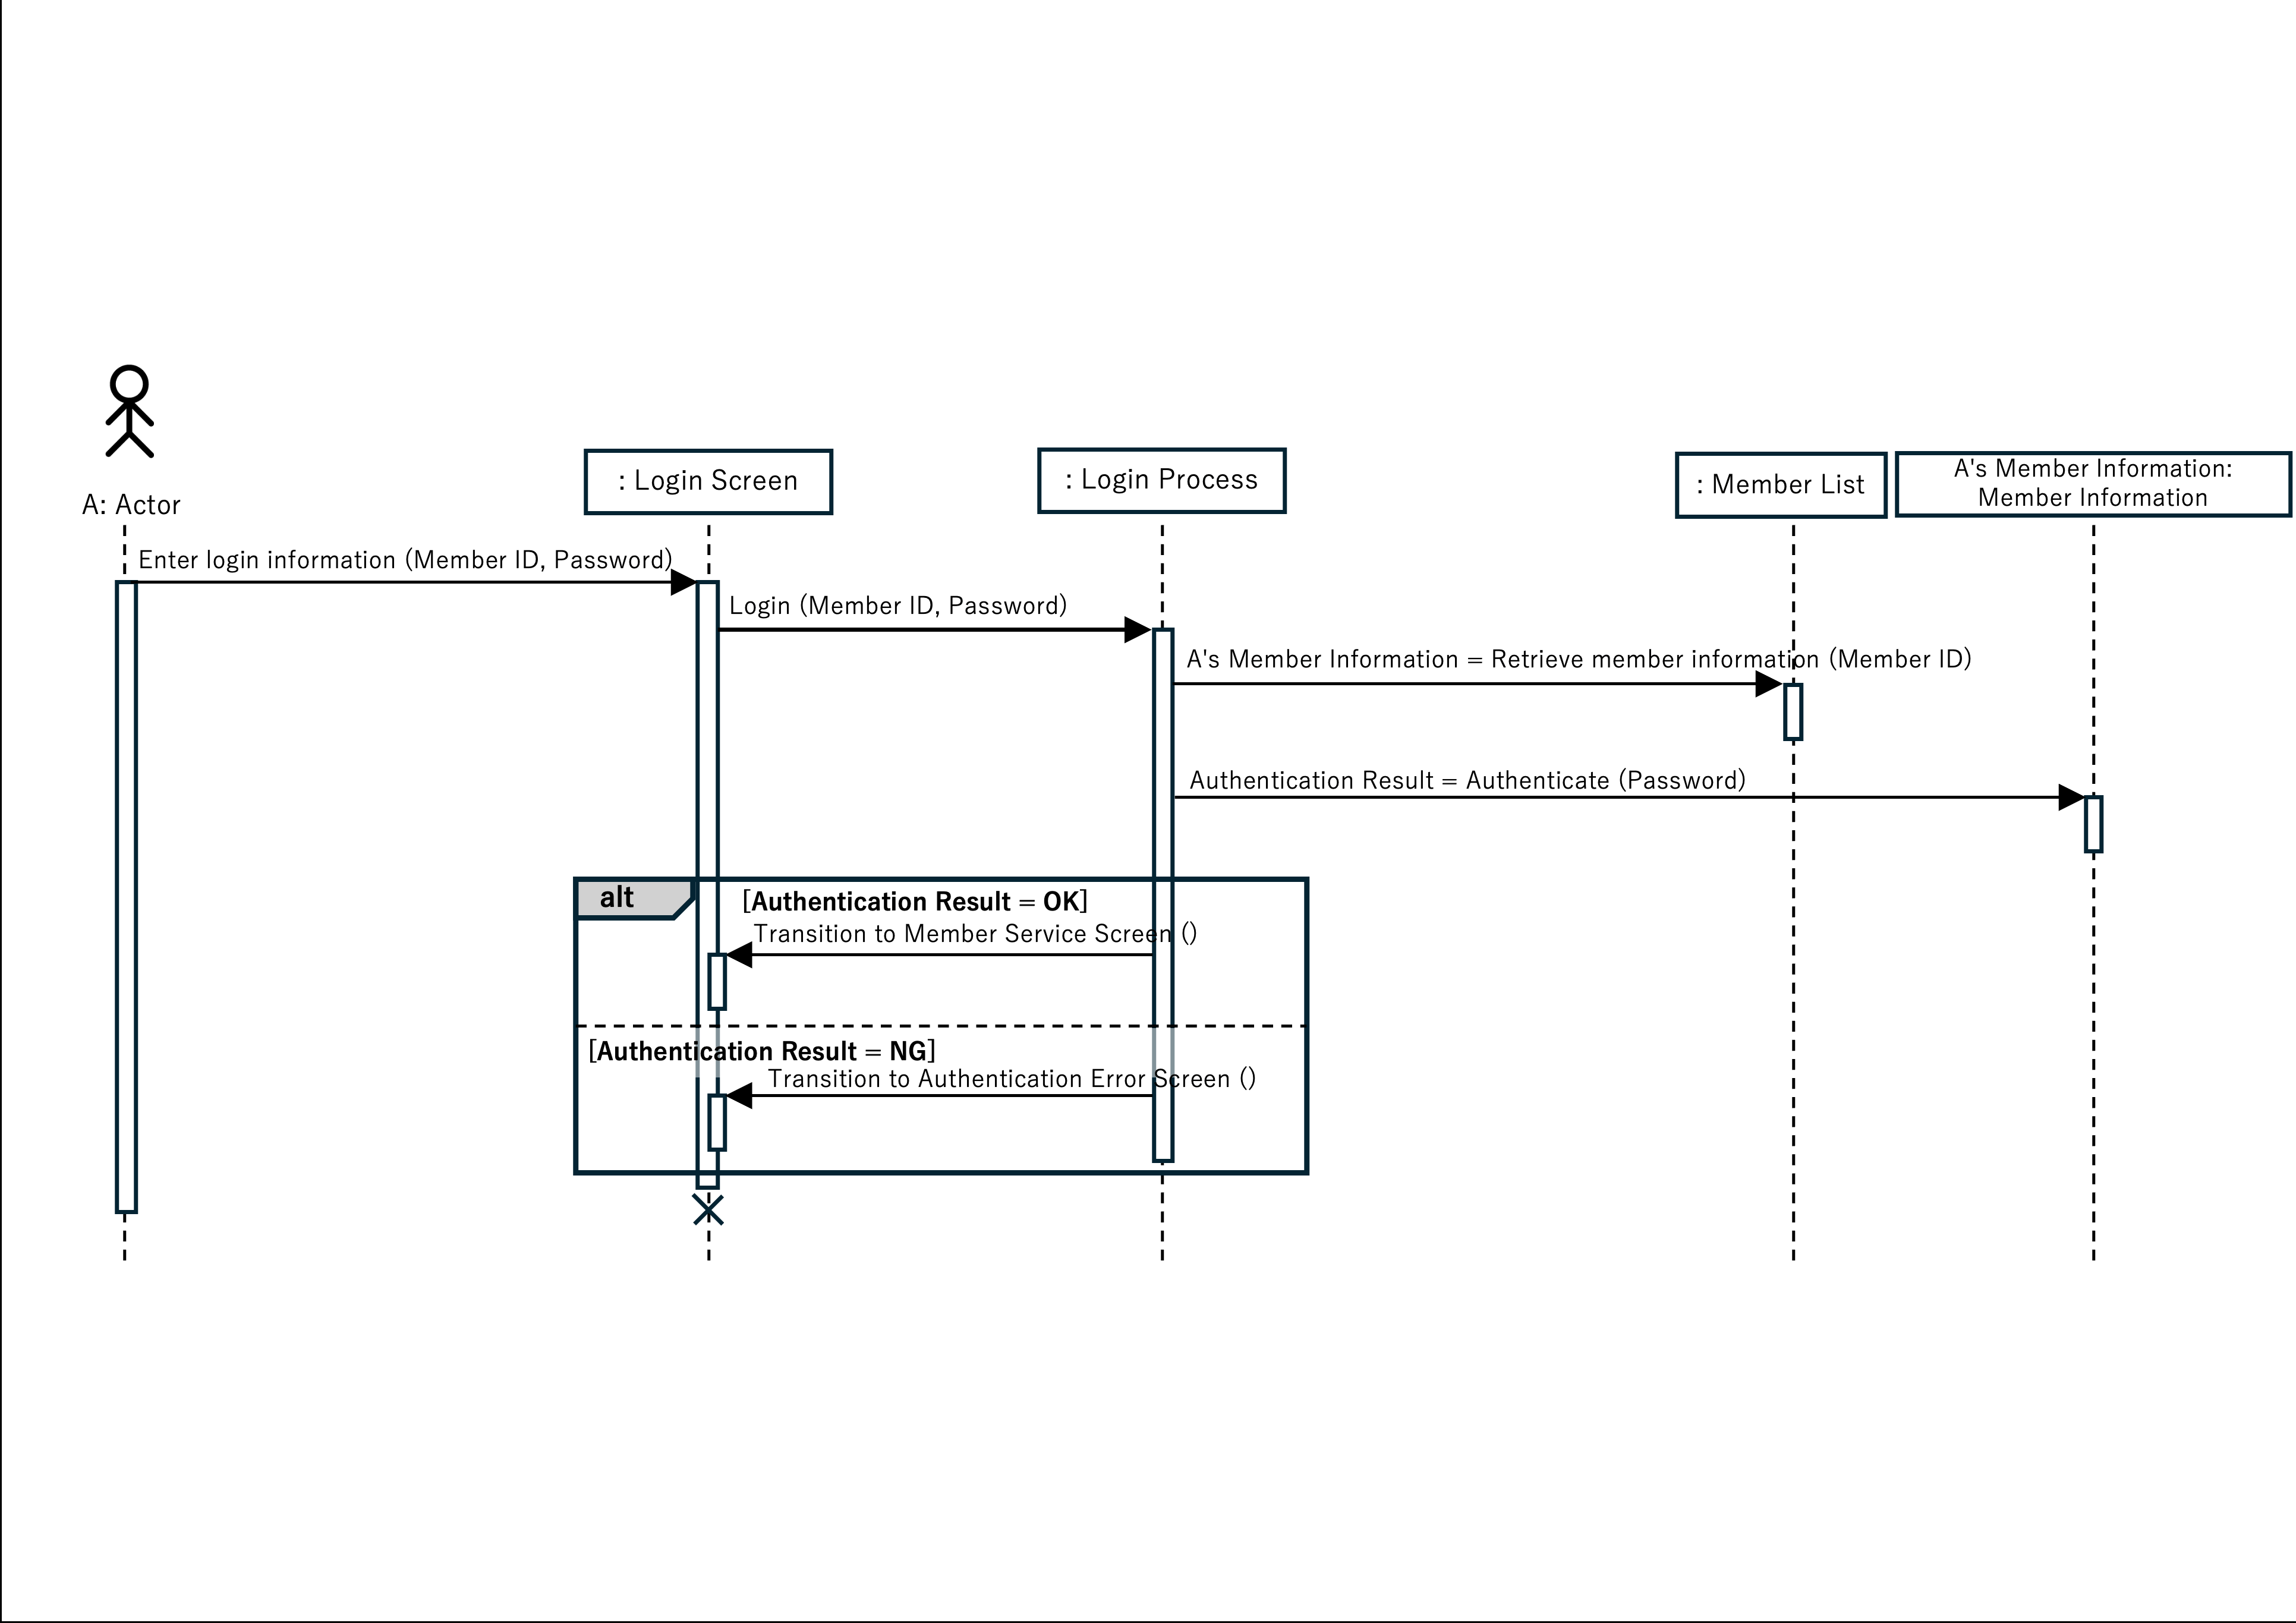 A: Actor
: Login Screen
: Login Process
: Member List
A's Member Information:
Member Information
Enter login information (Member ID, Password)
Login (Member ID, Password)
A's Member Information = Retrieve member information (Member ID)
Authentication Result = Authenticate (Password)
alt
[Authentication Result = OK]
Transition to Member Service Screen ()
[Authentication Result = NG]
Transition to Authentication Error Screen ()